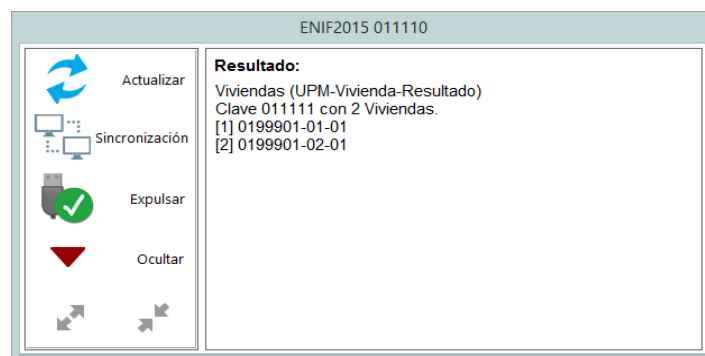 ENIF2015 011110
Actualizar
Sincronización
Expulsar
Ocultar
Resultado:
Viviendas (UPM-Vivienda-Resultado)
Clave 011111 con 2 Viviendas.
[1] 0199901-01-01
[2] 0199901-02-01